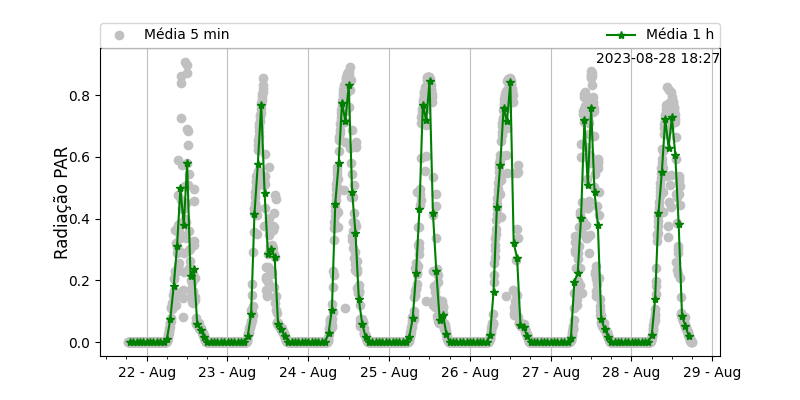 Média 5 min
Média 1 h
2023-08-28 18:27
Radiação PAR
0.8
0.6
0.4
0.2
0.0
22 - Aug
23 - Aug
24 - Aug
25 - Aug
26 - Aug
27 - Aug
28 - Aug
29 - Aug